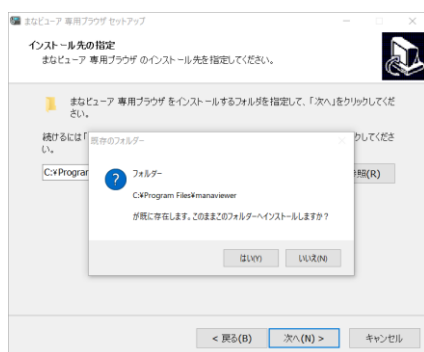 まなビューア 専用ブラウザ セットアップ
インストール先の指定
まなビューア 専用ブラウザ のインストール先を指定してください。
まなビューア 専用ブラウザ をインストールするフォルダを指定して、「次へ」をクリックしてくだ
さい。
続けるには「
クしてくださ
い。
既存のフォルダー
C:¥Program
照(R)
フォルダー
C:¥Program Files¥manaviewer
が既に存在します。このままこのフォルダーへインストールしますか？
はい(Y)
いいえ(N)
< 戻る(B)
次へ(N) >
キャンセル